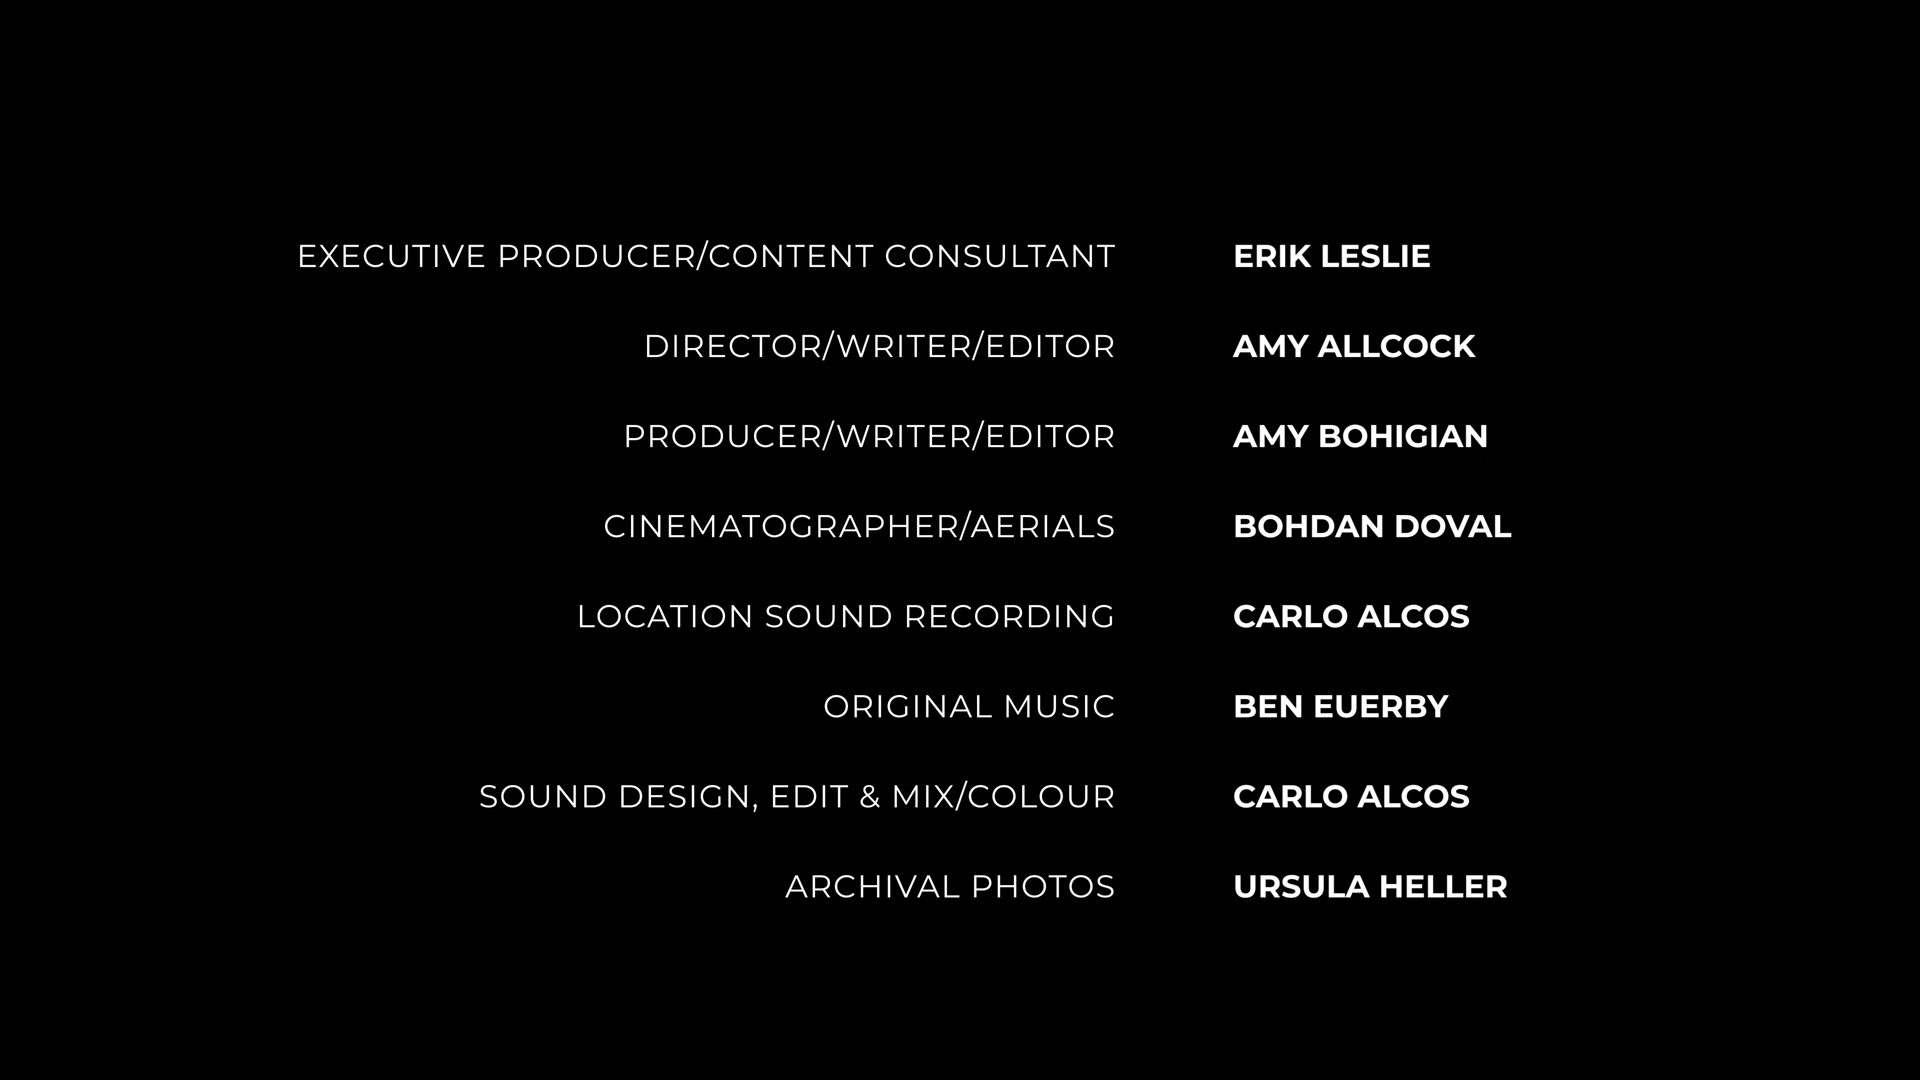 EXECUTIVE PRODUCER/CONTENT CONSULTANT ERIK LESLIE
DIRECTOR/WRITER/EDITOR AMY ALLCOCK
PRODUCER/WRITER/EDITOR AMY BOHIGIAN
CINEMATOGRAPHER/AERIALS BOHDAN DOVAL
LOCATION SOUND RECORDING CARLO ALCOS
ORIGINAL MUSIC BEN EUERBY
SOUND DESIGN, EDIT & MIX/COLOUR CARLO ALCOS
ARCHIVAL PHOTOS URSULA HELLER